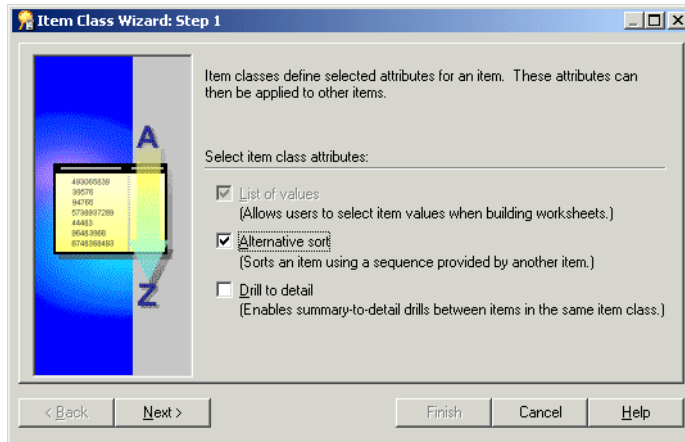 Item Class Wizard: Step 1
Item classes define selected attributes for an item. These attributes can
then be applied to other items.
Select item class attributes:
List of values
(Allows users to select item values when building worksheets.)
Alternative sort
(Sorts an item using a sequence provided by another item.)
Drill to detail
(Enables summary-to-detail drills between items in the same item class.)
A
39576
94766
44463
Z
< Back
Next >
Finish
Cancel
Help